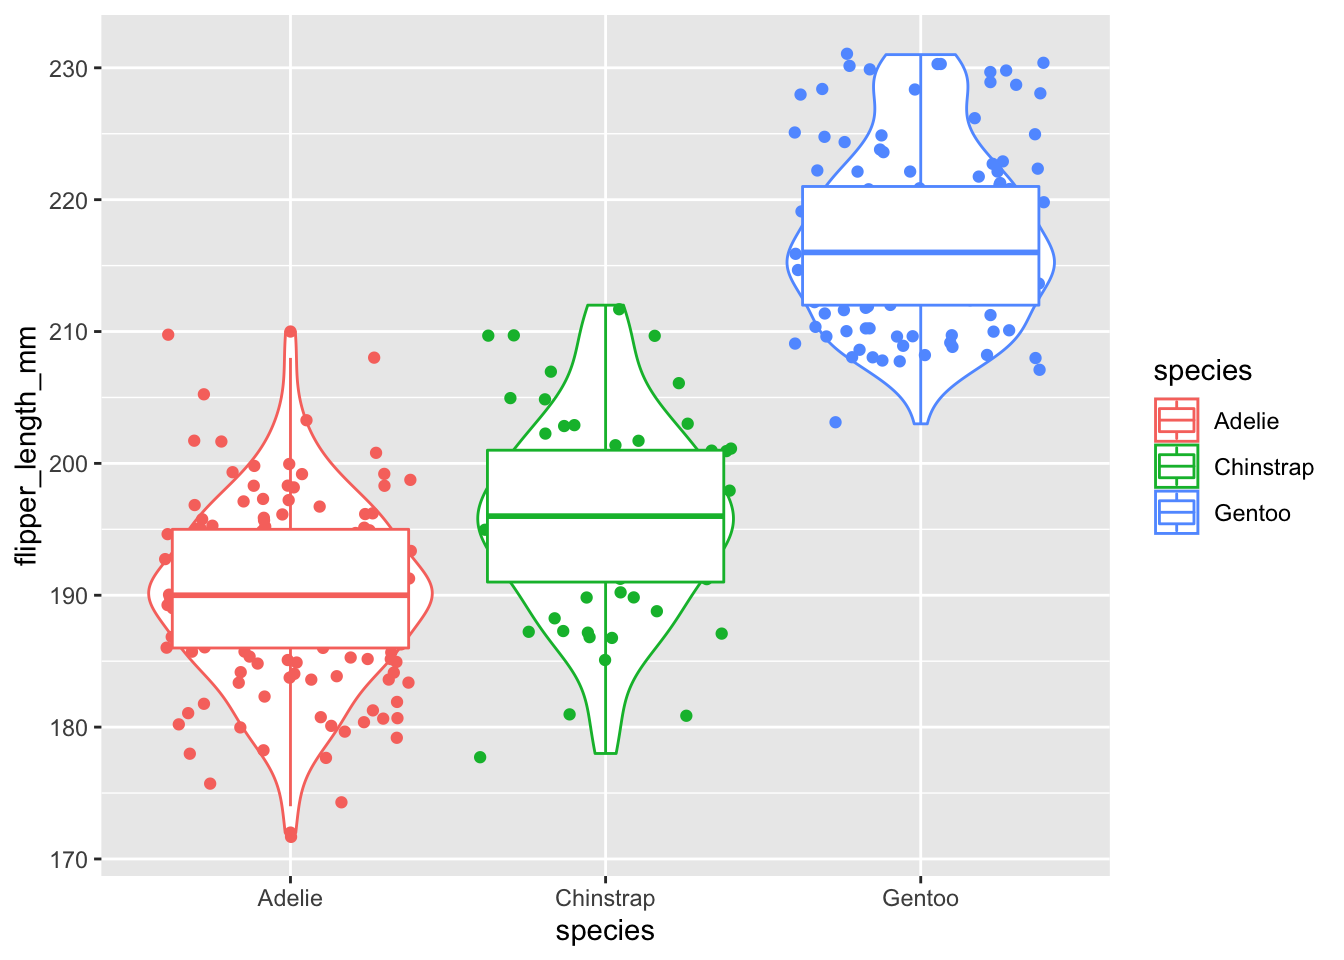 230
220
210
200
190
180
170
flipper_length_mm
Adelie
Chinstrap
Gentoo
species
species
Adelie
Chinstrap
Gentoo